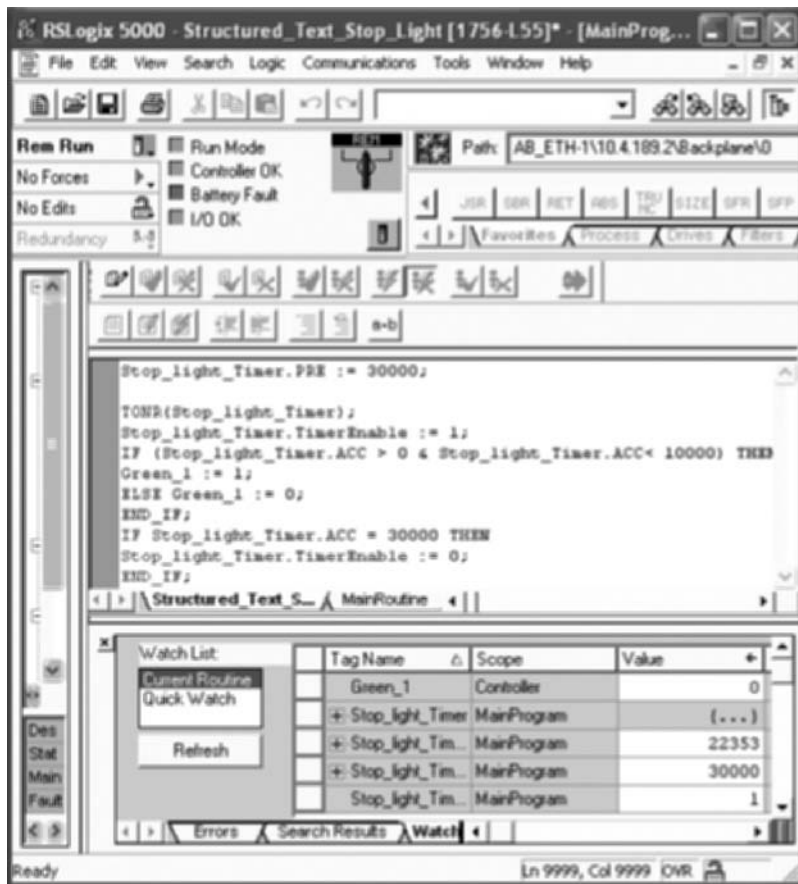 RSLogix 5000 - Structured_Text_Stop_Light [1756-L55]* - [MainProg...
File Edit View Search Logic Communications Tools Window Help
Rem Run
No Forces
No Edits
Redundancy
Run Mode
Controller OK
Battery Fault
I/O OK
REM
Path: AB_ETH-1\10.4.189.2\Backplane\0
JSR SBR RET ABS TRUNC SIZE SFR SFP
Favorites Process Drives Filters
a=b
Stop_light_Timer.PRE := 30000;
TONR(Stop_light_Timer);
Stop_light_Timer.TimerEnable := 1;
IF (Stop_light_Timer.ACC > 0 & Stop_light_Timer.ACC< 10000) THEN
Green_1 := 1;
ELSE Green_1 := 0;
END_IF;
IF Stop_light_Timer.ACC = 30000 THEN
Stop_light_Timer.TimerEnable := 0;
END_IF;
Structured_Text_S... MainRoutine
Watch List:
Current Routine
Quick Watch
Refresh
Tag Name Scope Value
Green_1 Controller 0
Stop_light_Timer MainProgram {...}
Stop_light_Tim... MainProgram 22353
Stop_light_Tim... MainProgram 30000
Stop_light_Tim... MainProgram 1
Des
Stat
Main
Fault
Errors Search Results Watch
Ready Ln 9999, Col 9999 OVR